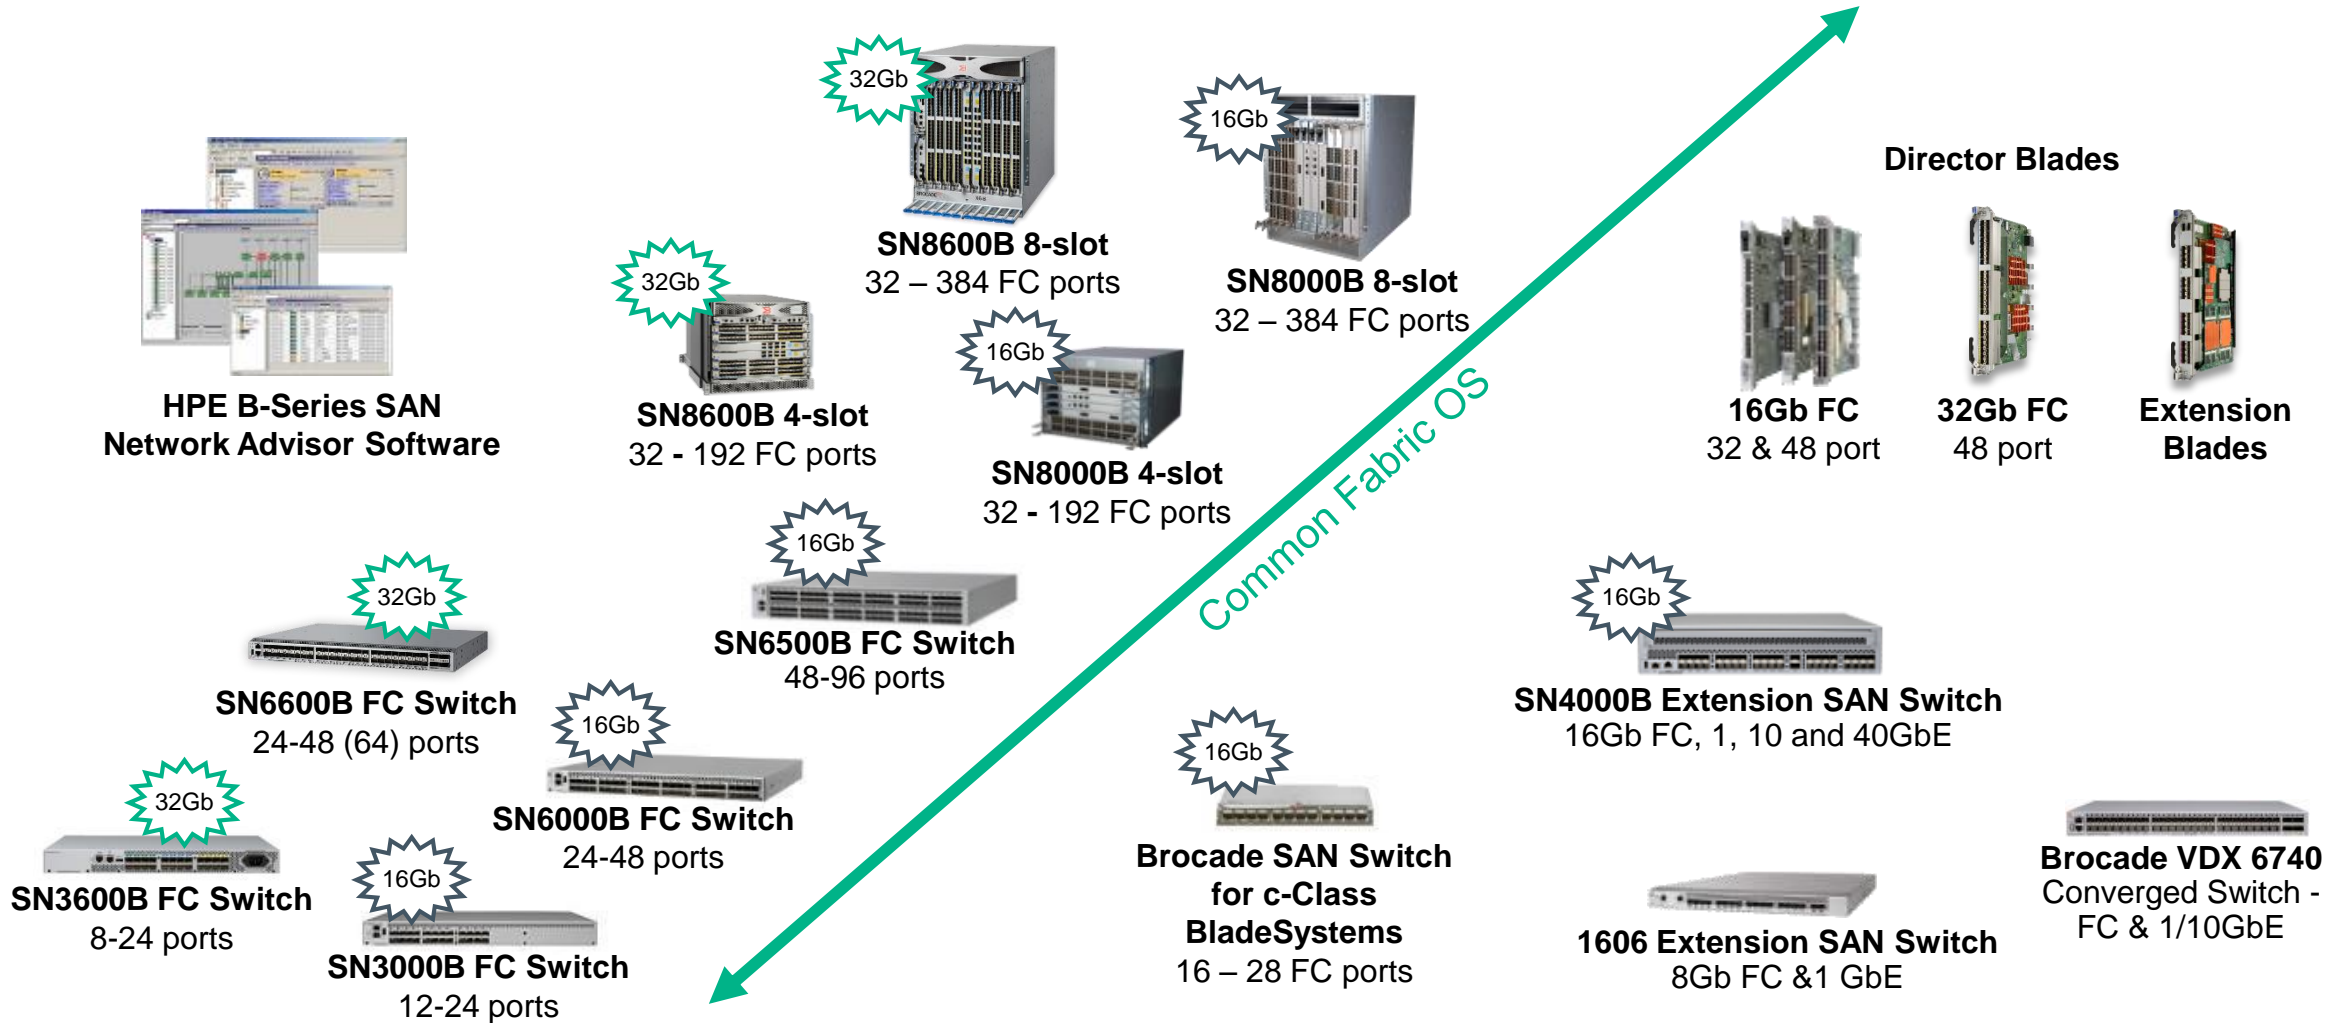 32Gb
SN8600B 8-slot
32 – 384 FC ports
16Gb
SN8000B 8-slot
32 – 384 FC ports
Director Blades
16Gb FC
32 & 48 port
32Gb FC
48 port
Extension
Blades
HPE B-Series SAN
Network Advisor Software
32Gb
SN8600B 4-slot
32 - 192 FC ports
16Gb
SN8000B 4-slot
32 - 192 FC ports
Common Fabric OS
16Gb
SN6500B FC Switch
48-96 ports
32Gb
SN6600B FC Switch
24-48 (64) ports
16Gb
SN6000B FC Switch
24-48 ports
32Gb
SN3600B FC Switch
8-24 ports
16Gb
SN3000B FC Switch
12-24 ports
16Gb
SN4000B Extension SAN Switch
16Gb FC, 1, 10 and 40GbE
16Gb
Brocade SAN Switch
for c-Class
BladeSystems
16 – 28 FC ports
1606 Extension SAN Switch
8Gb FC &1 GbE
Brocade VDX 6740
Converged Switch -
FC & 1/10GbE